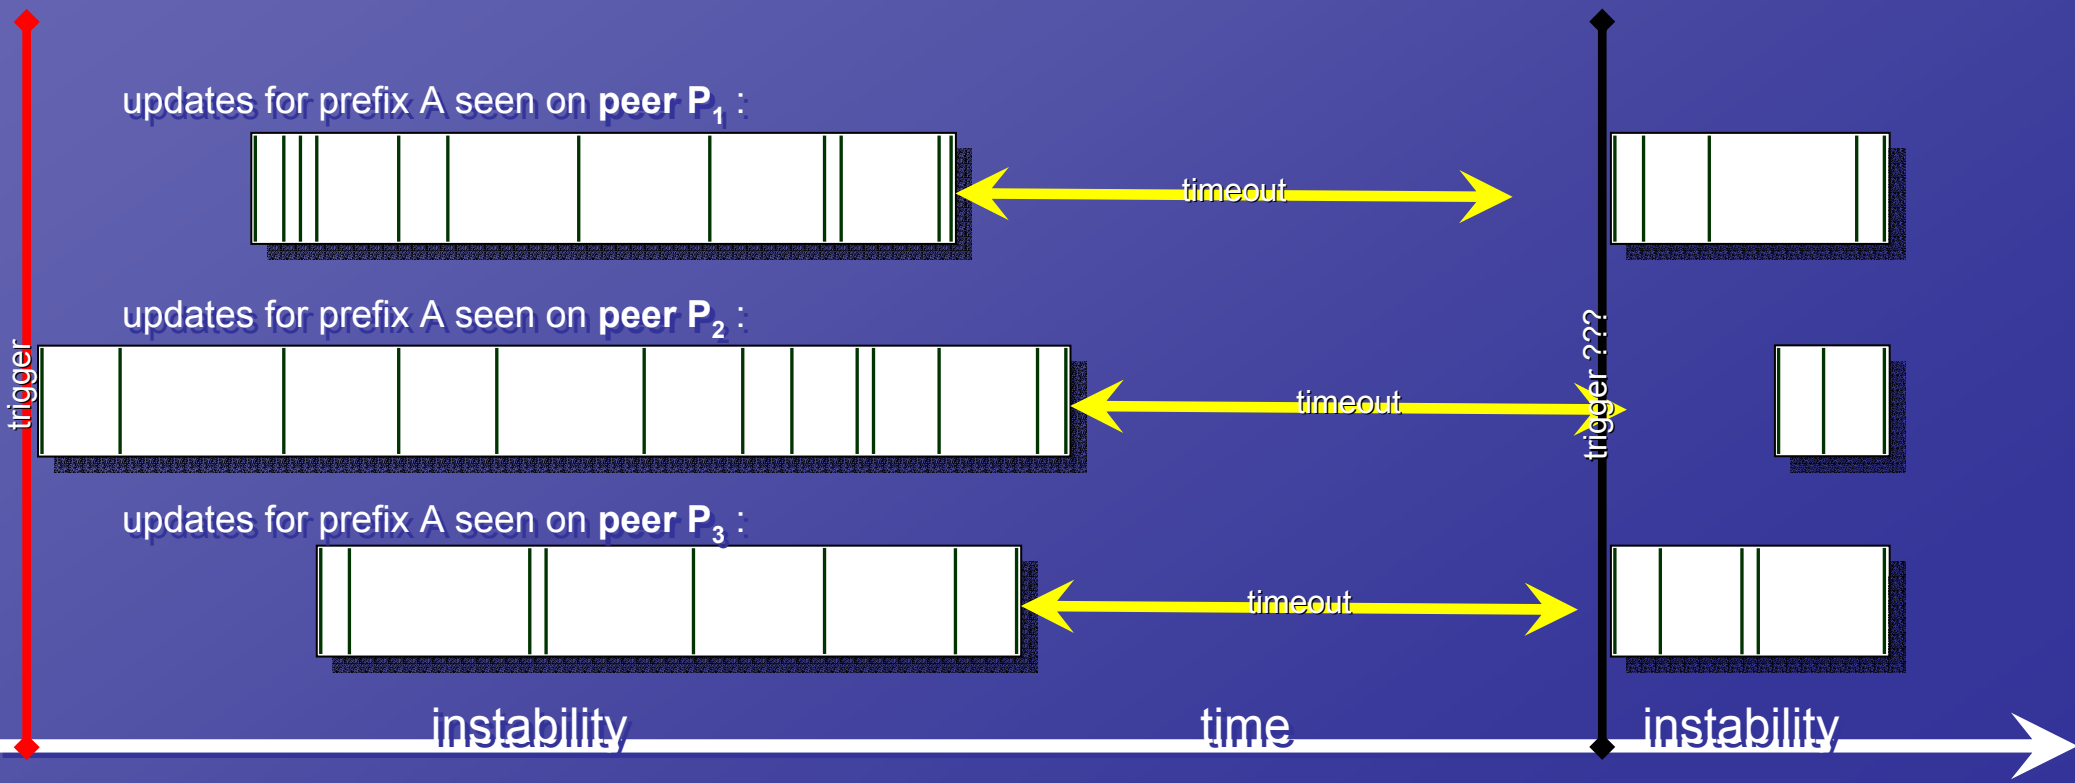 updates for prefix A seen on peer P1 :
timeout
updates for prefix A seen on peer P2 :
trigger
timeout
trigger ???
updates for prefix A seen on peer P3 :
timeout
instability
time
instability